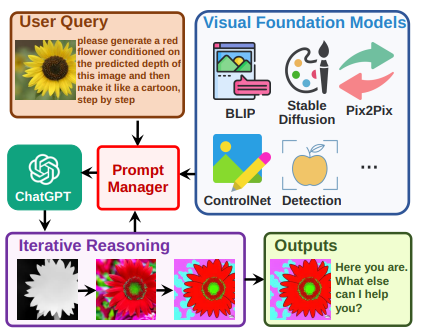 User Query
please generate a red
flower conditioned on
the predicted depth of
this image and then
make it like a cartoon,
step by step
Visual Foundation Models
BLIP
Stable
Diffusion
Pix2Pix
ControlNet
Detection
...
ChatGPT
Prompt
Manager
Iterative Reasoning
Outputs
Here you are.
What else
can I help
you?